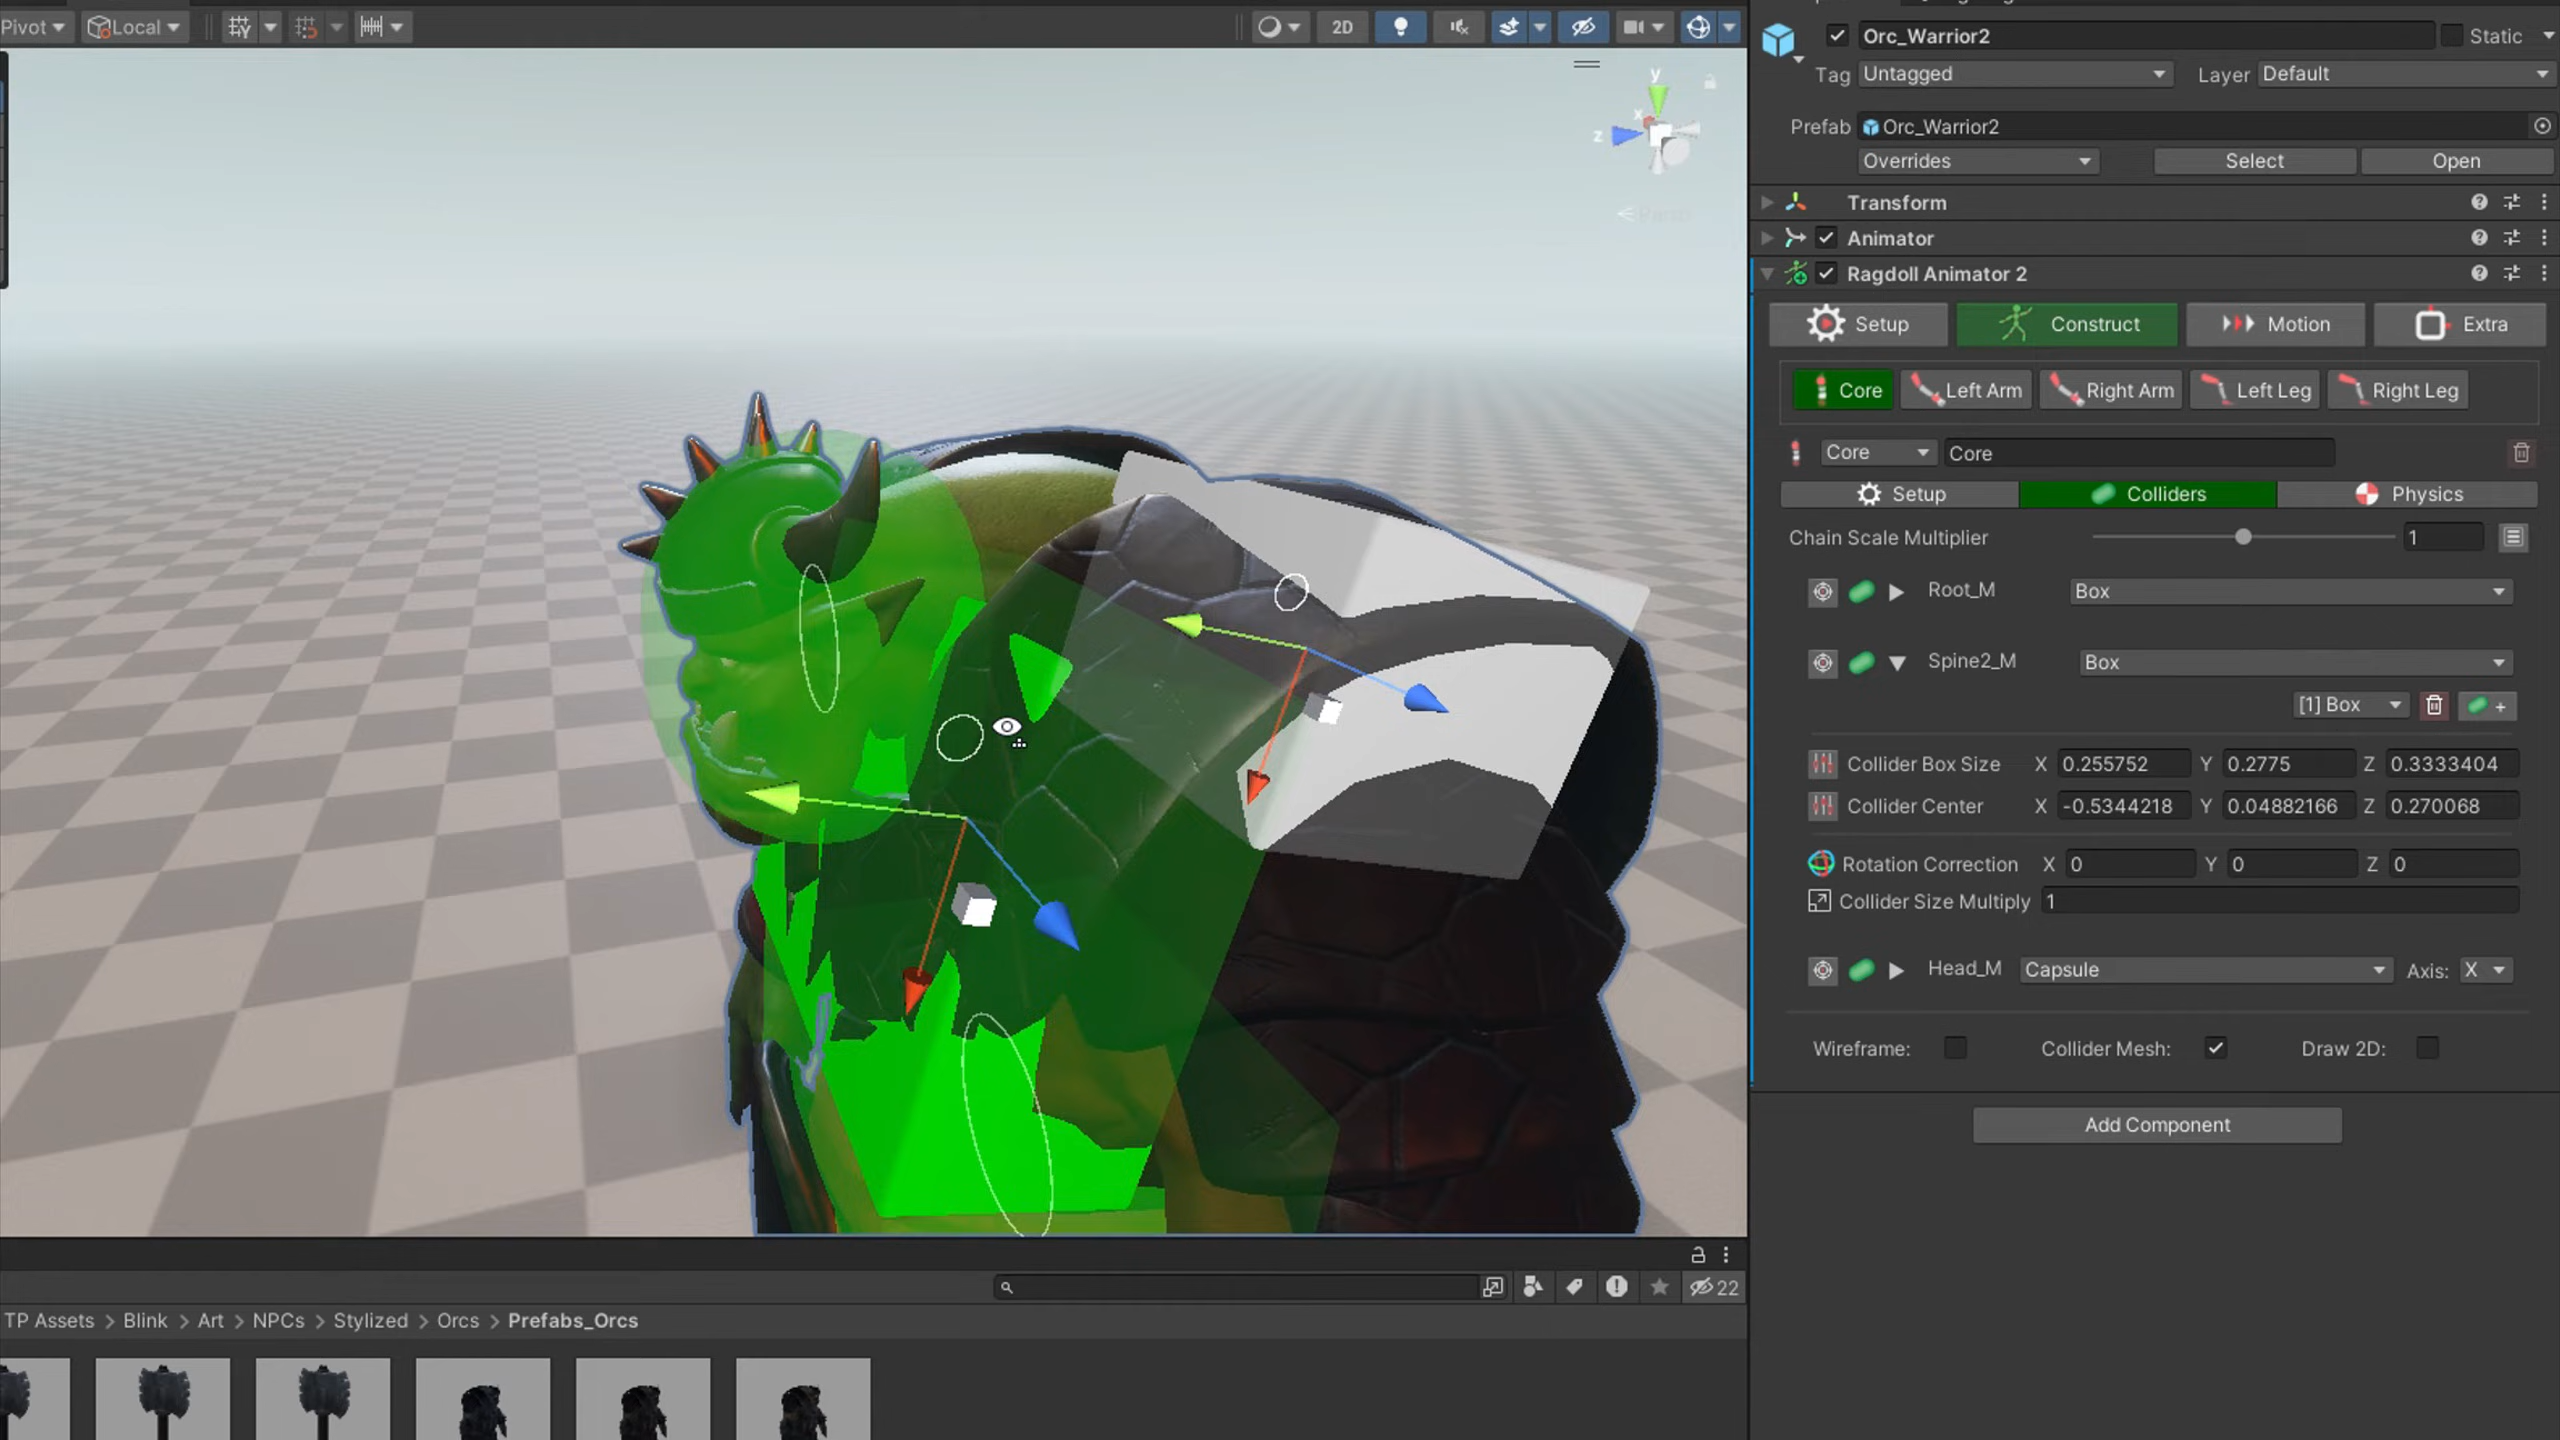 Pivot
Local
2D
y
x
z
Orc_Warrior2
Static
Tag
Untagged
Layer
Default
Prefab
Orc_Warrior2
Overrides
Select
Open
Transform
Animator
Ragdoll Animator 2
Setup
Construct
Motion
Extra
Core
Left Arm
Right Arm
Left Leg
Right Leg
Core
Core
Setup
Colliders
Physics
Chain Scale Multiplier
1
Root_M
Box
Spine2_M
Box
[1] Box
+
Collider Box Size X 0.255752 Y 0.2775 Z 0.3333404
Collider Center X -0.5344218 Y 0.04882166 Z 0.270068
Rotation Correction X 0 Y 0 Z 0
Collider Size Multiply 1
Head_M
Capsule
Axis: X
Wireframe:
Collider Mesh:
Draw 2D:
Add Component
22
TP Assets > Blink > Art > NPCs > Stylized > Orcs > Prefabs_Orcs